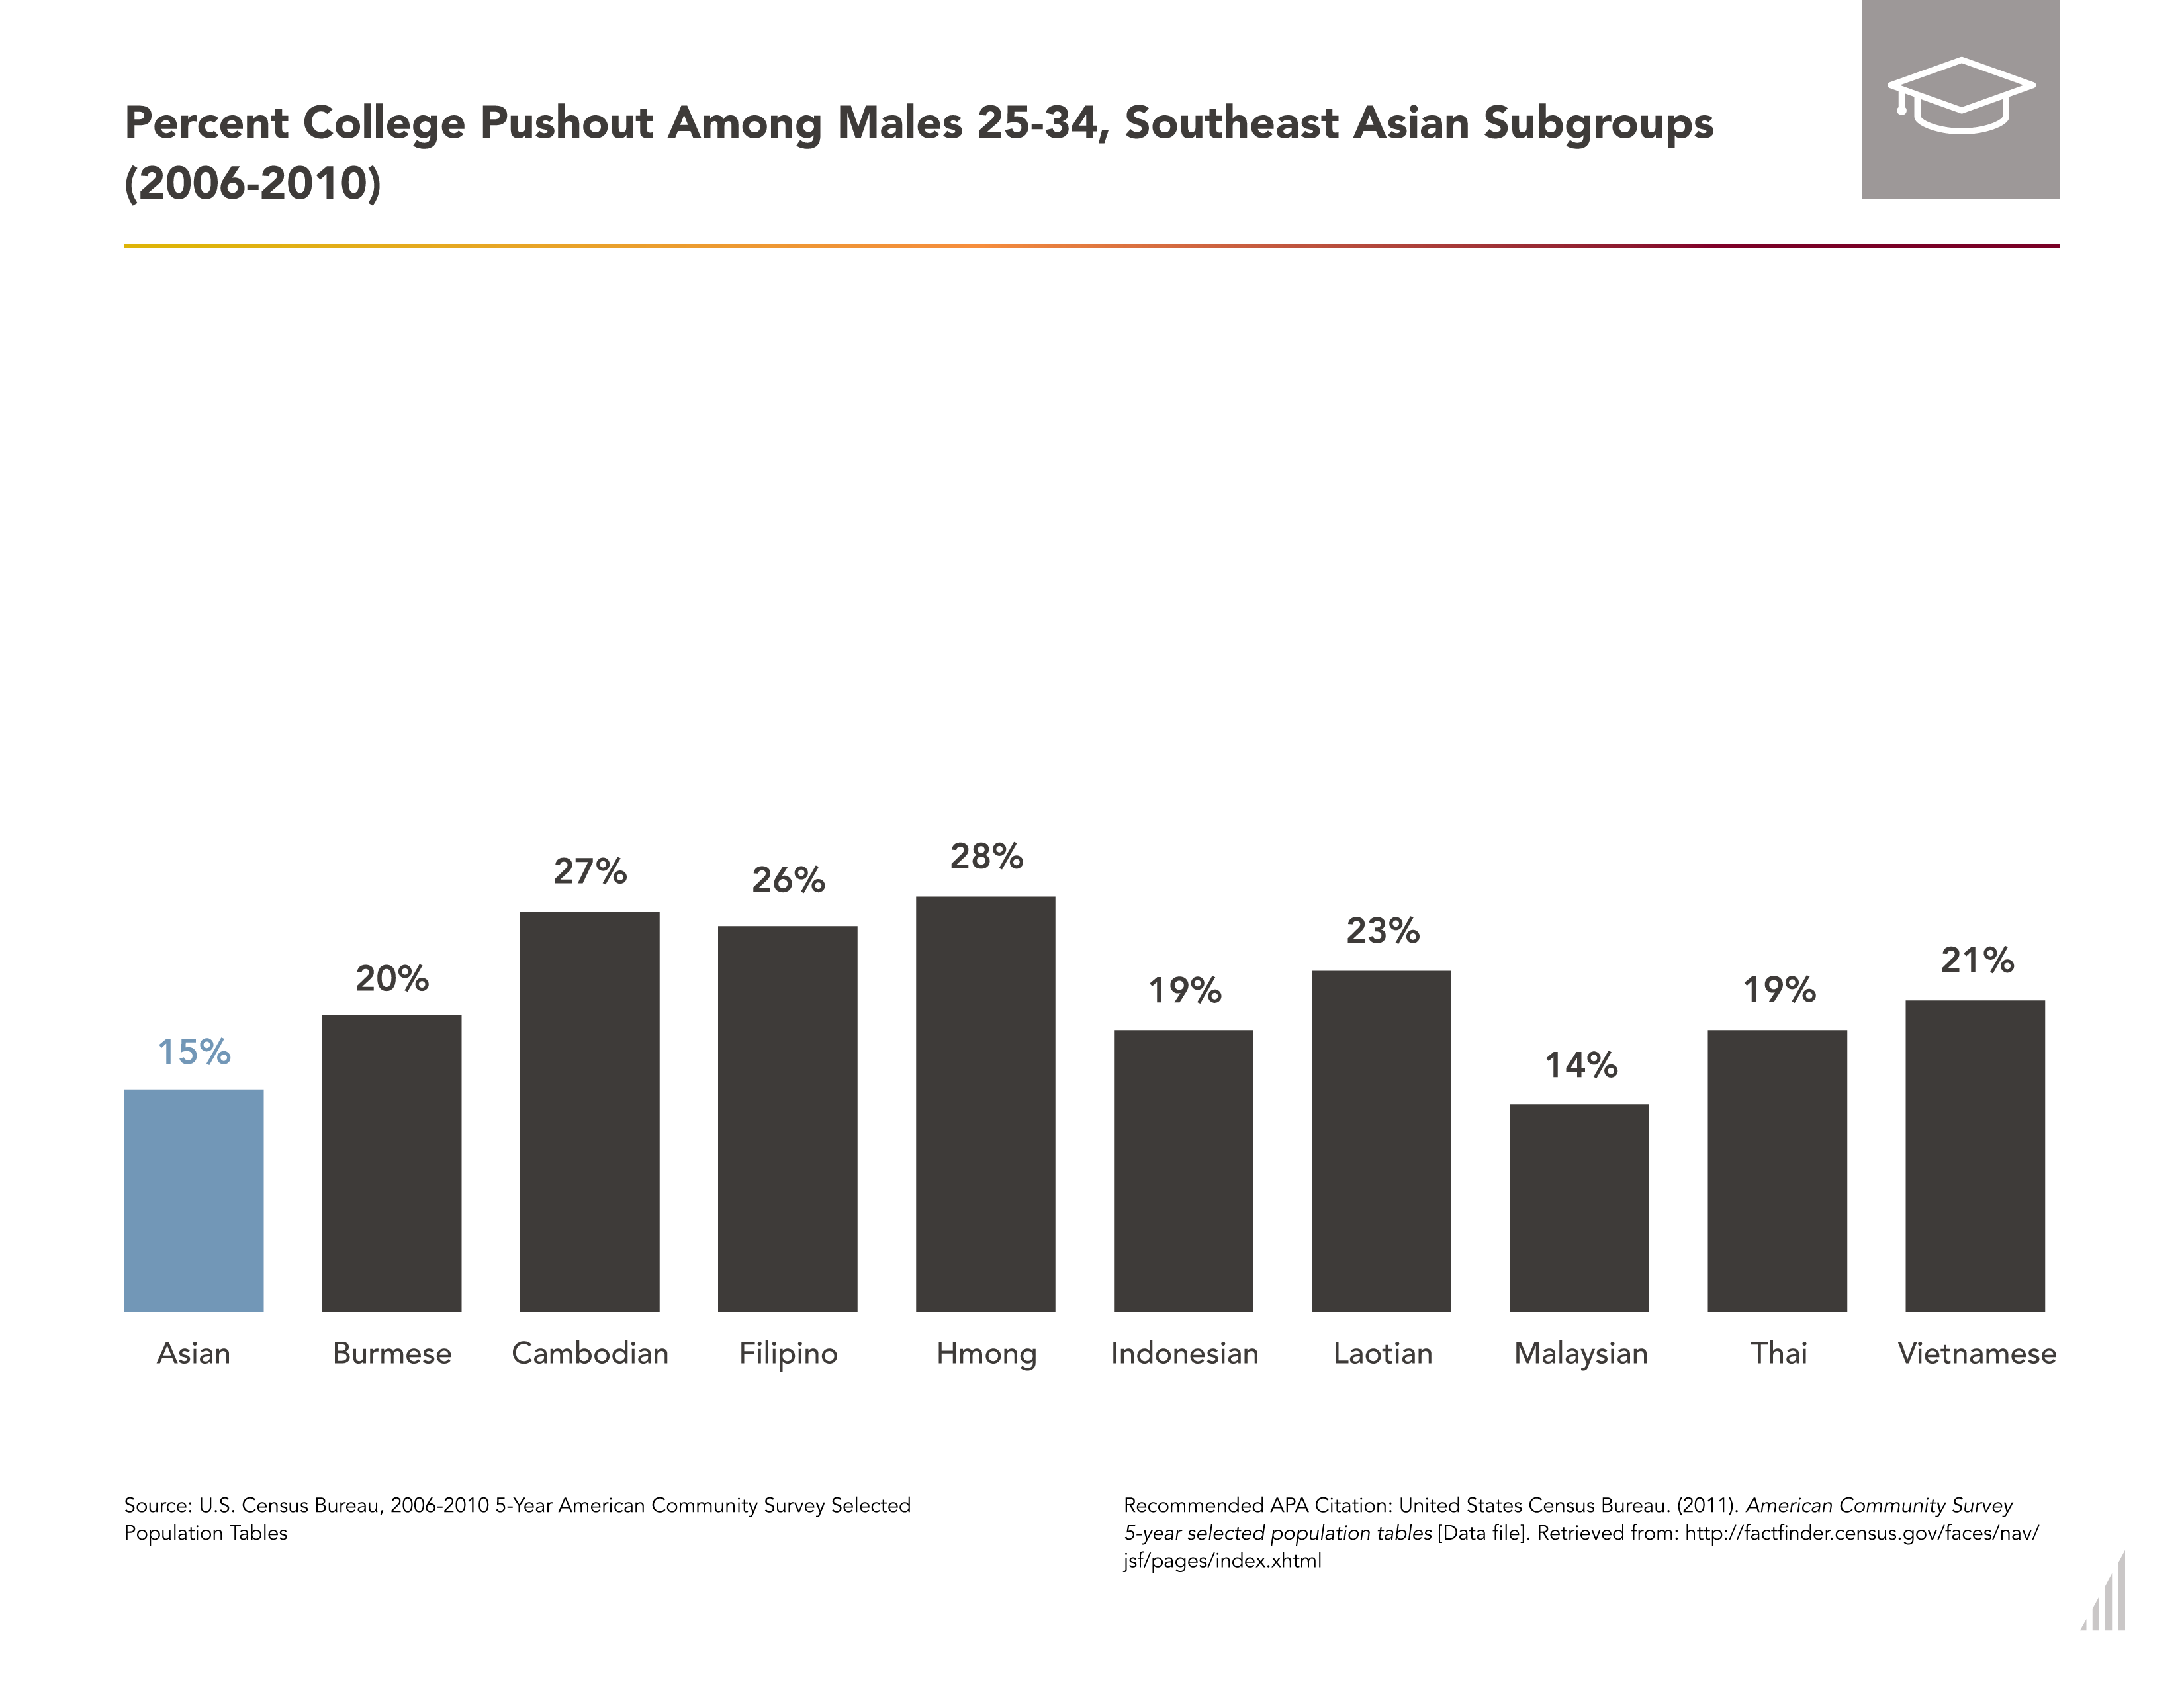 Percent College Pushout Among Males 25-34, Southeast Asian Subgroups
(2006-2010)
15%
20%
27%
26%
28%
19%
23%
14%
19%
21%
Asian
Burmese
Cambodian
Filipino
Hmong
Indonesian
Laotian
Malaysian
Thai
Vietnamese
Source: U.S. Census Bureau, 2006-2010 5-Year American Community Survey Selected
Population Tables
Recommended APA Citation: United States Census Bureau. (2011). American Community Survey
5-year selected population tables [Data file]. Retrieved from: http://factfinder.census.gov/faces/nav/
jsf/pages/index.xhtml